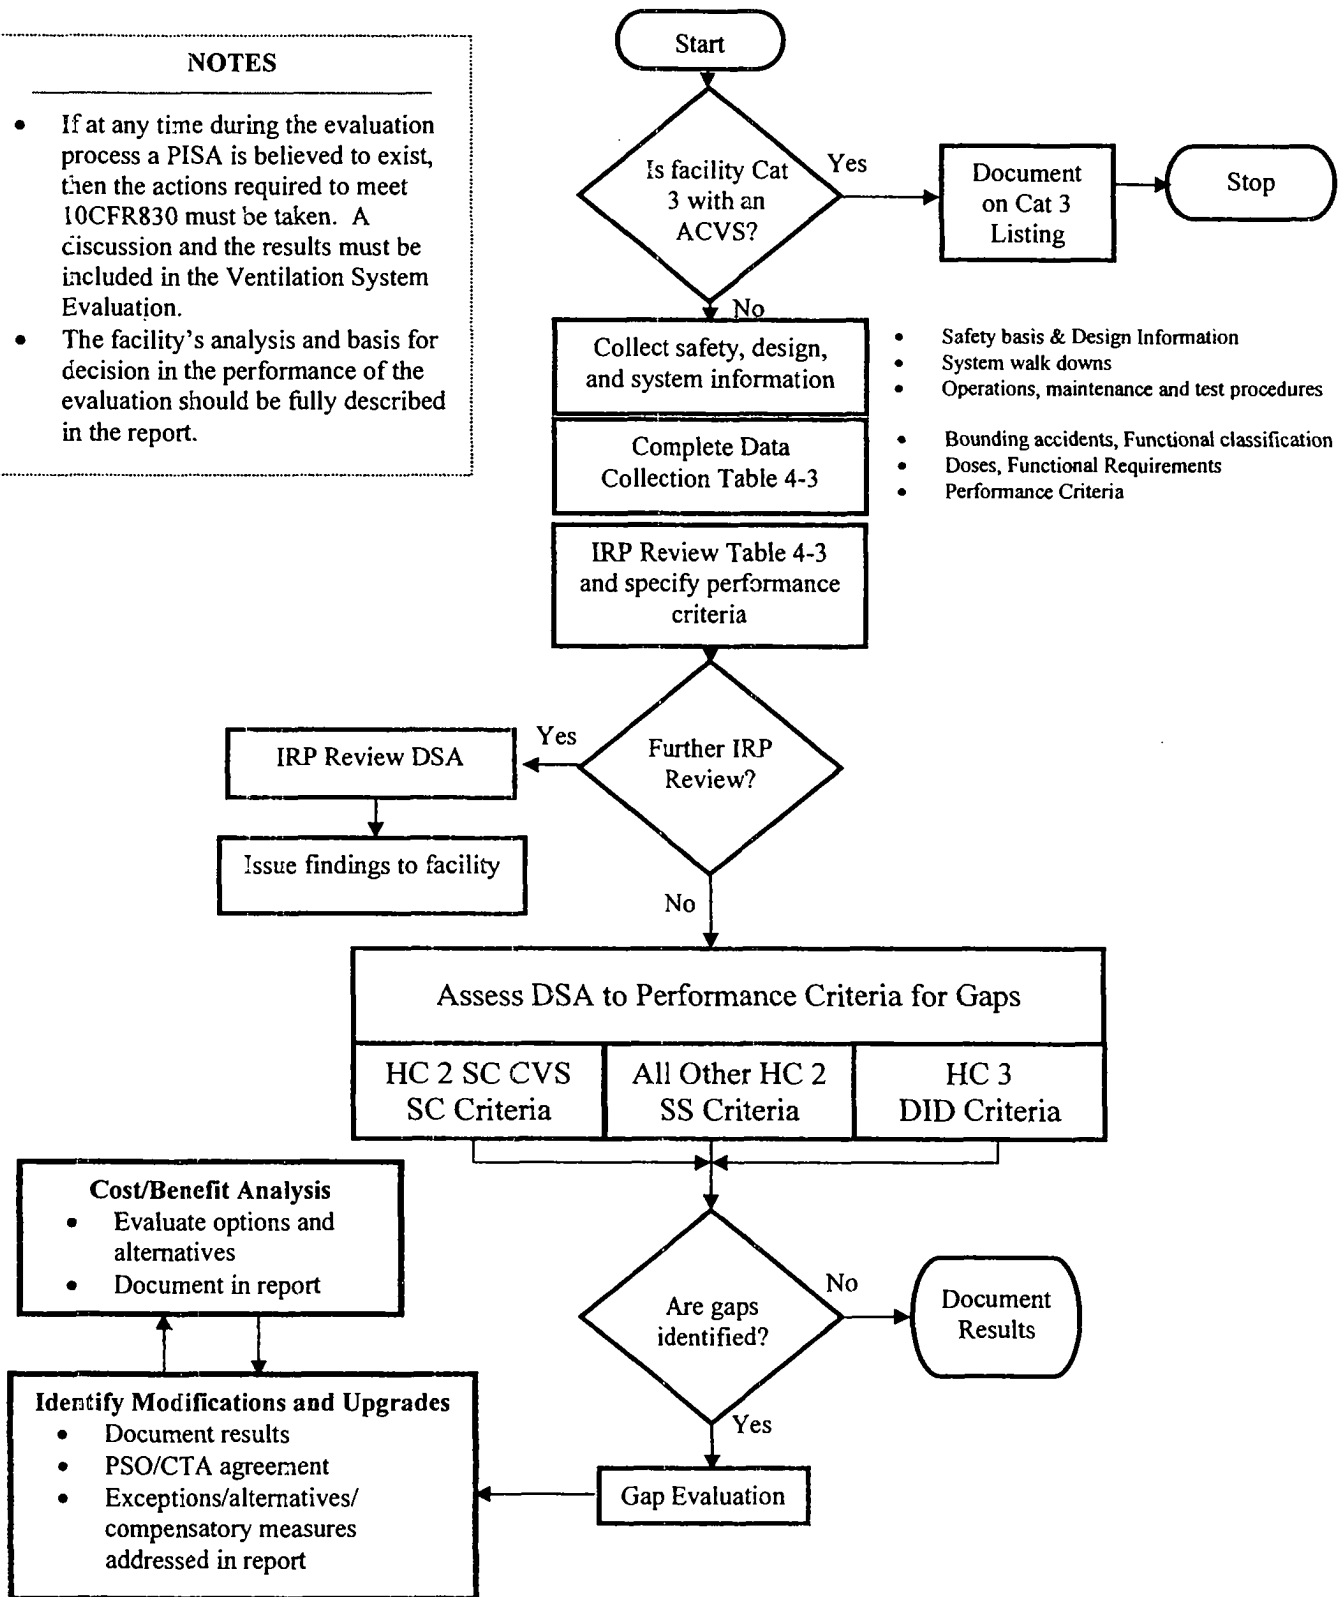 NOTES
• If at any time during the evaluation
process a PISA is believed to exist,
then the actions required to meet
10CFR830 must be taken. A
discussion and the results must be
included in the Ventilation System
Evaluation.
• The facility's analysis and basis for
decision in the performance of the
evaluation should be fully described
in the report.
Start
Is facility Cat
3 with an
ACVS?
Yes
Document
on Cat 3
Listing
Stop
No
Collect safety, design,
and system information
• Safety basis & Design Information
• System walk downs
• Operations, maintenance and test procedures
Complete Data
Collection Table 4-3
• Bounding accidents, Functional classification
• Doses, Functional Requirements
• Performance Criteria
IRP Review Table 4-3
and specify performance
criteria
Further IRP
Review?
Yes
IRP Review DSA
Issue findings to facility
No
Assess DSA to Performance Criteria for Gaps
HC 2 SC CVS
SC Criteria
All Other HC 2
SS Criteria
HC 3
DID Criteria
Are gaps
identified?
No
Document
Results
Yes
Gap Evaluation
Cost/Benefit Analysis
• Evaluate options and
alternatives
• Document in report
Identify Modifications and Upgrades
• Document results
• PSO/CTA agreement
• Exceptions/alternatives/
compensatory measures
addressed in report